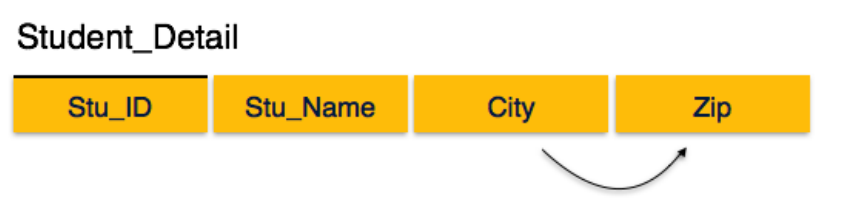 Student_Detail
Stu_ID Stu_Name City Zip